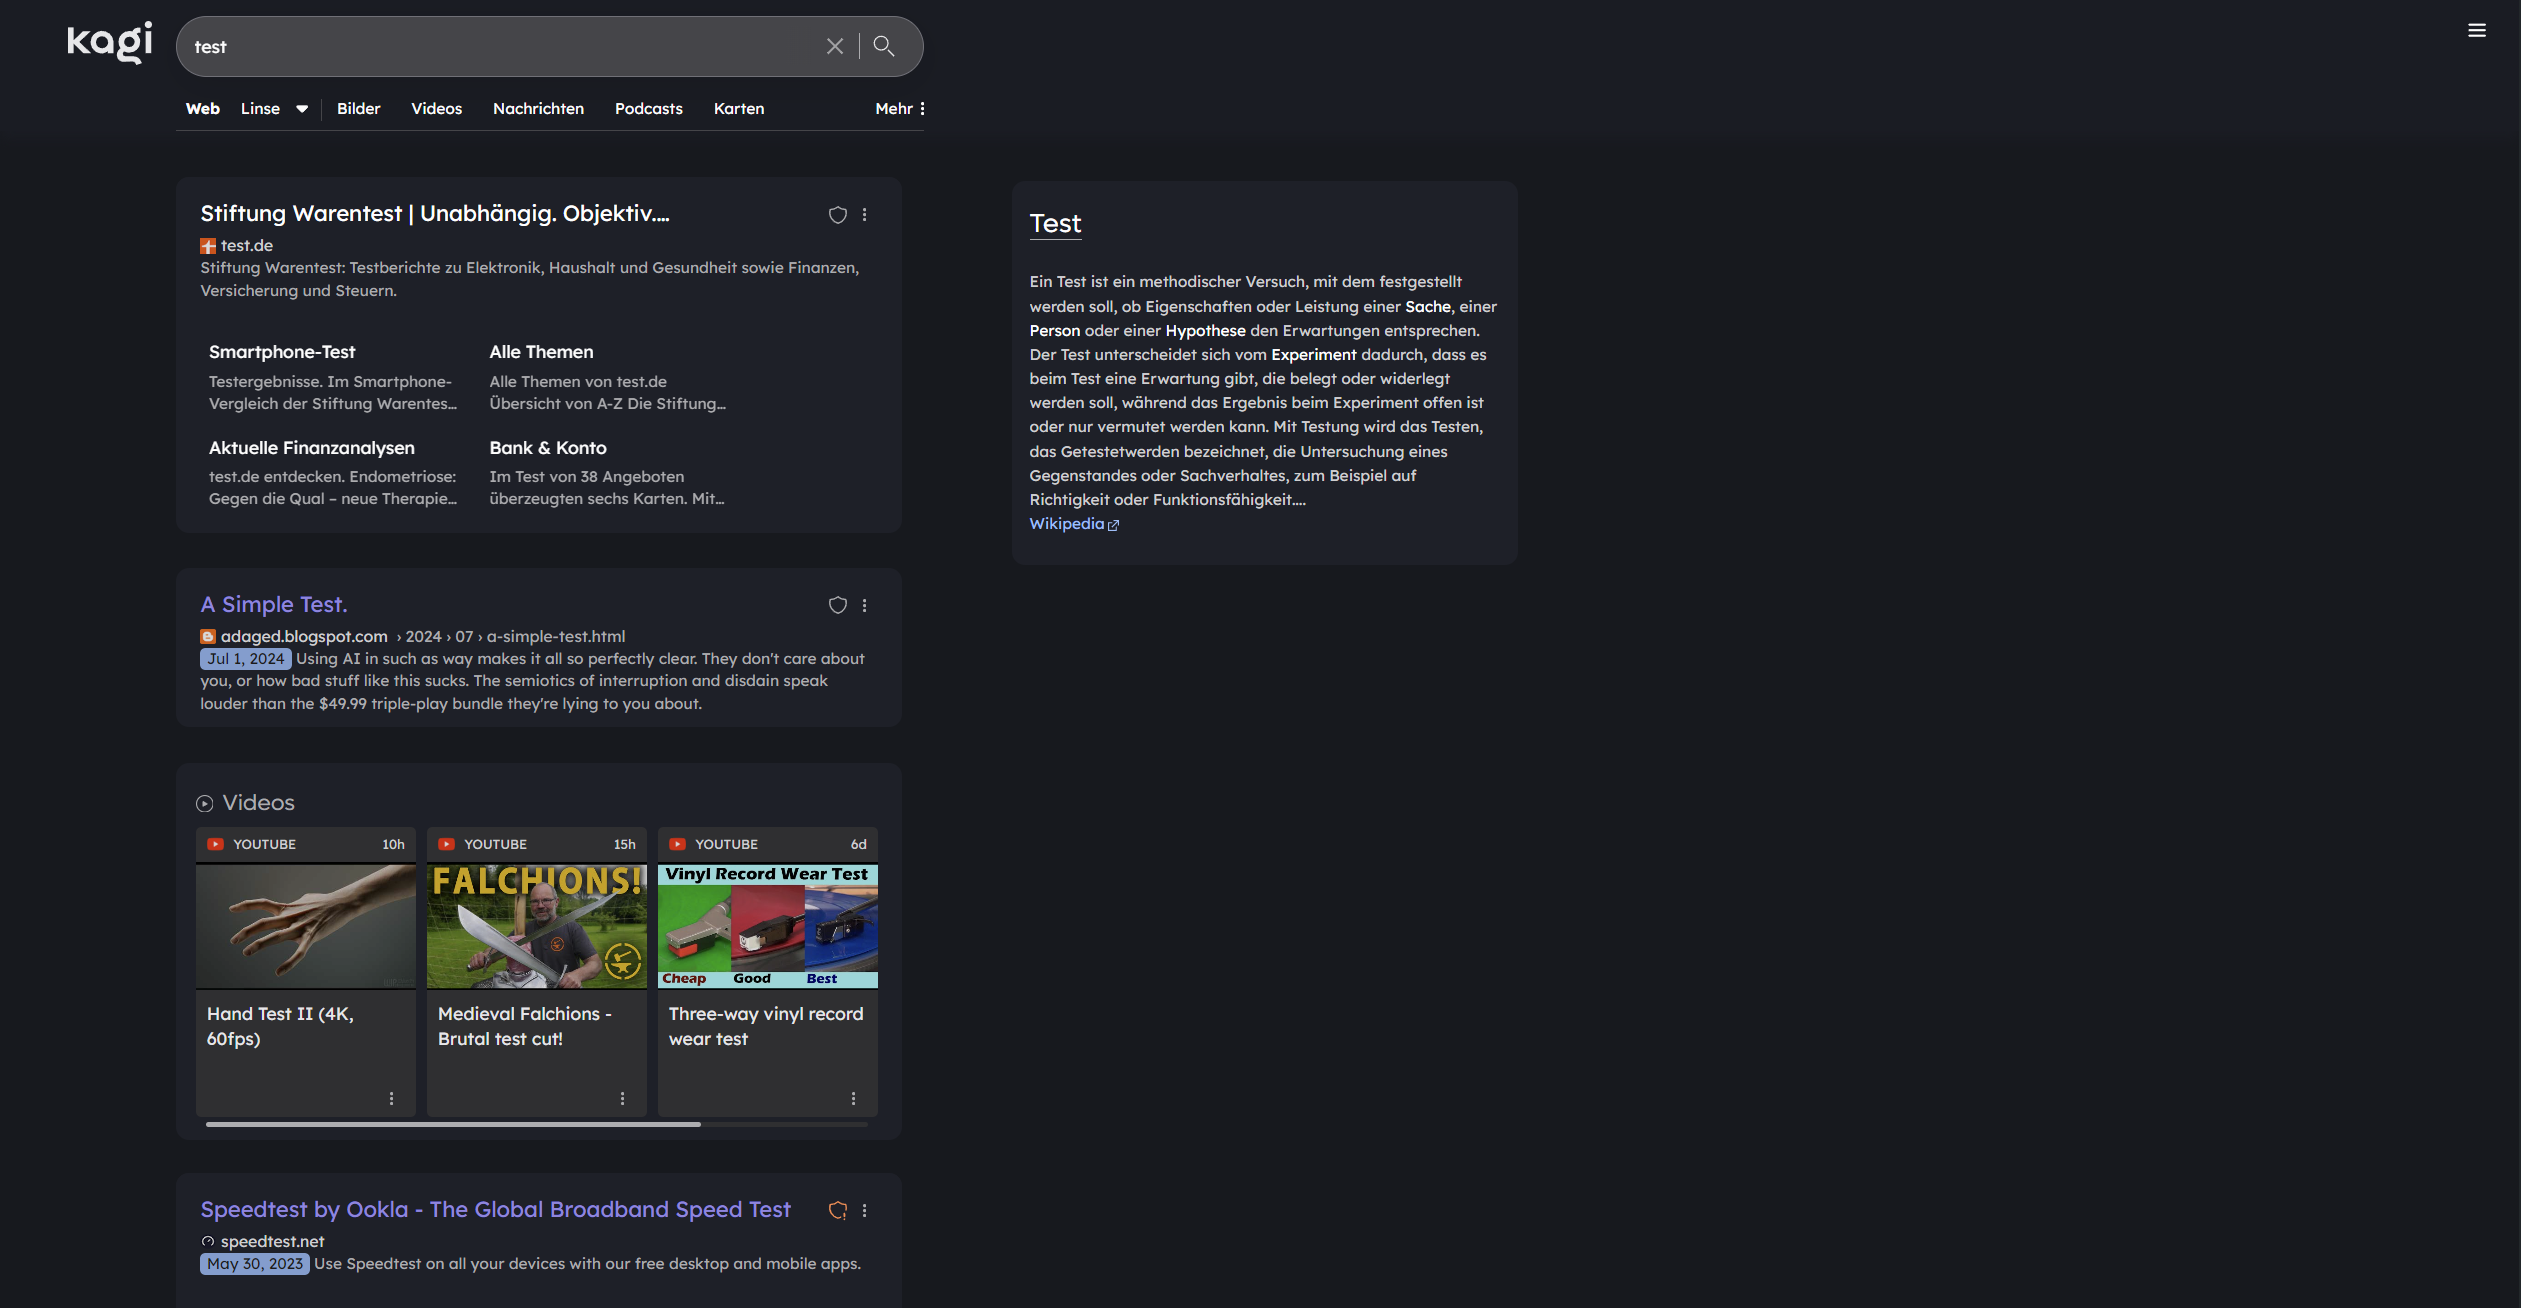 kagi
test
Web Linse Bilder Videos Nachrichten Podcasts Karten Mehr
Stiftung Warentest | Unabhängig. Objektiv....
test.de
Stiftung Warentest: Testberichte zu Elektronik, Haushalt und Gesundheit sowie Finanzen,
Versicherung und Steuern.
Smartphone-Test
Testergebnisse. Im Smartphone-
Vergleich der Stiftung Warentes...
Alle Themen
Alle Themen von test.de
Übersicht von A-Z Die Stiftung...
Aktuelle Finanzanalysen
test.de entdecken. Endometriose:
Gegen die Qual – neue Therapie...
Bank & Konto
Im Test von 38 Angeboten
überzeugten sechs Karten. Mit...
A Simple Test.
adaged.blogspot.com › 2024 › 07 › a-simple-test.html
Jul 1, 2024 Using AI in such as way makes it all so perfectly clear. They don't care about
you, or how bad stuff like this sucks. The semiotics of interruption and disdain speak
louder than the $49.99 triple-play bundle they're lying to you about.
Videos
YOUTUBE 10h
Hand Test II (4K,
60fps)
YOUTUBE 15h
FALCHIONS!
Medieval Falchions -
Brutal test cut!
YOUTUBE 6d
Vinyl Record Wear Test
Cheap Good Best
Three-way vinyl record
wear test
Speedtest by Ookla - The Global Broadband Speed Test
speedtest.net
May 30, 2023 Use Speedtest on all your devices with our free desktop and mobile apps.
Test
Ein Test ist ein methodischer Versuch, mit dem festgestellt
werden soll, ob Eigenschaften oder Leistung einer Sache, einer
Person oder einer Hypothese den Erwartungen entsprechen.
Der Test unterscheidet sich vom Experiment dadurch, dass es
beim Test eine Erwartung gibt, die belegt oder widerlegt
werden soll, während das Ergebnis beim Experiment offen ist
oder nur vermutet werden kann. Mit Testung wird das Testen,
das Getestetwerden bezeichnet, die Untersuchung eines
Gegenstandes oder Sachverhaltes, zum Beispiel auf
Richtigkeit oder Funktionsfähigkeit....
Wikipedia